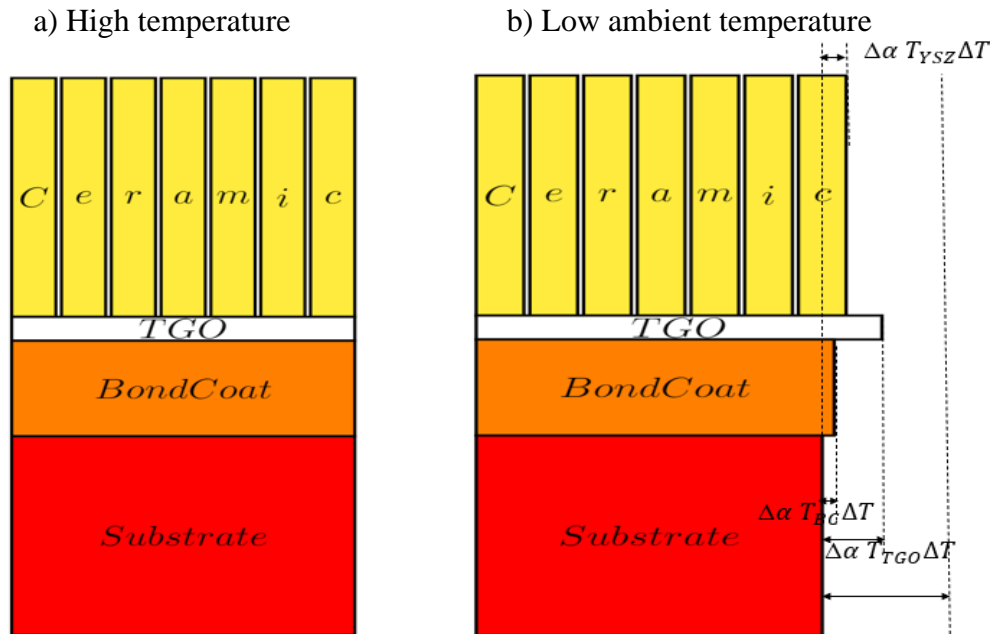 a) High temperature
b) Low ambient temperature
Δα T_YSZ ΔT
C e r a m i c
C e r a m i c
TGO
TGO
BondCoat
BondCoat
Δα T_BC ΔT
Substrate
Substrate
Δα T_TGO ΔT